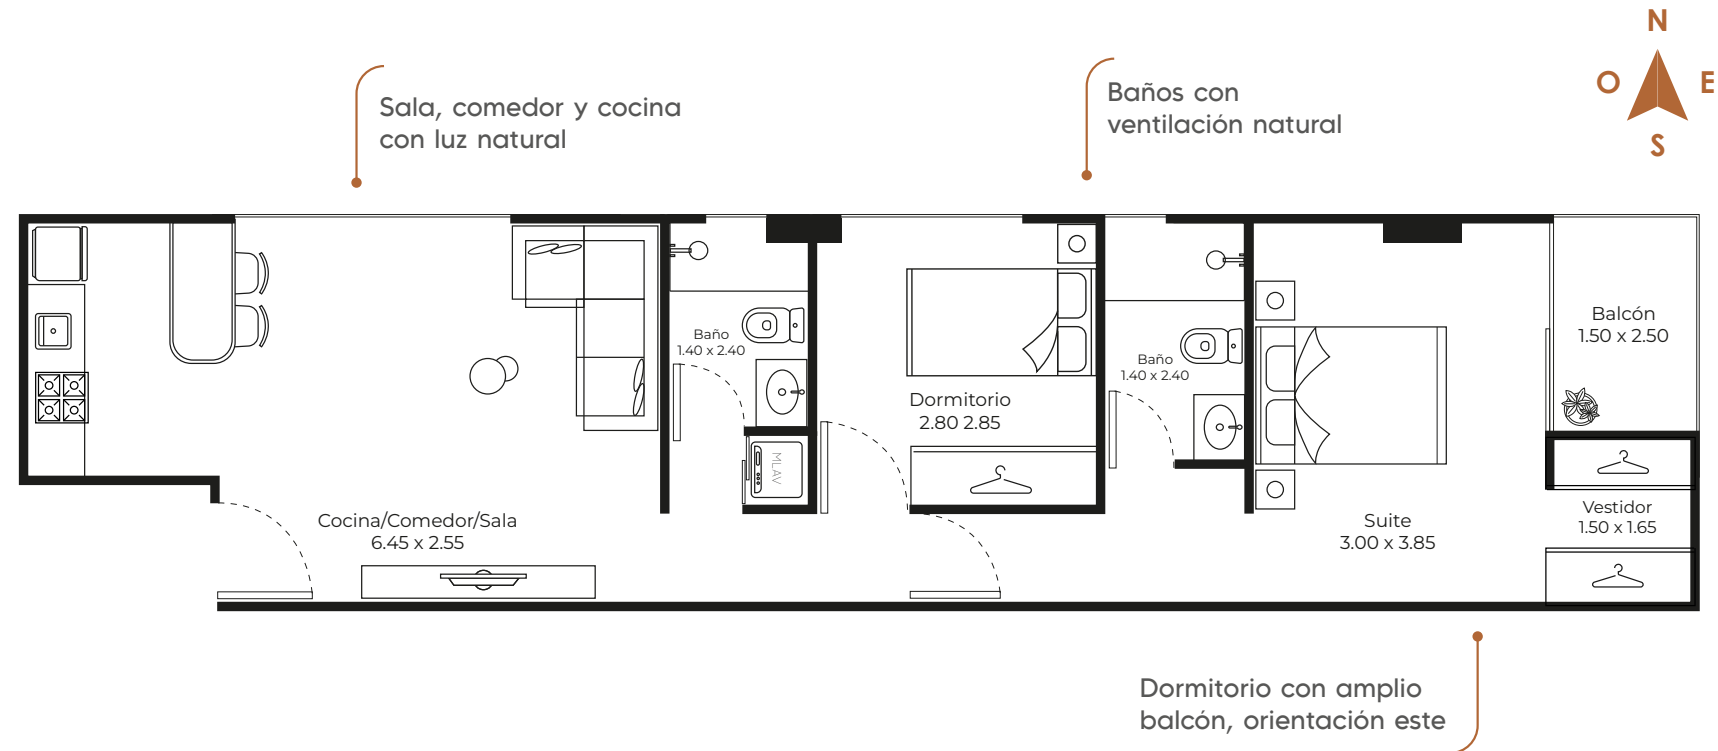 N
O E
S
Sala, comedor y cocina
con luz natural
Baños con
ventilación natural
Baño
1.40 x 2.40
MLAV
Dormitorio
2.80 2.85
Baño
1.40 x 2.40
Balcón
1.50 x 2.50
Cocina/Comedor/Sala
6.45 x 2.55
Suite
3.00 x 3.85
Vestidor
1.50 x 1.65
Dormitorio con amplio
balcón, orientación este